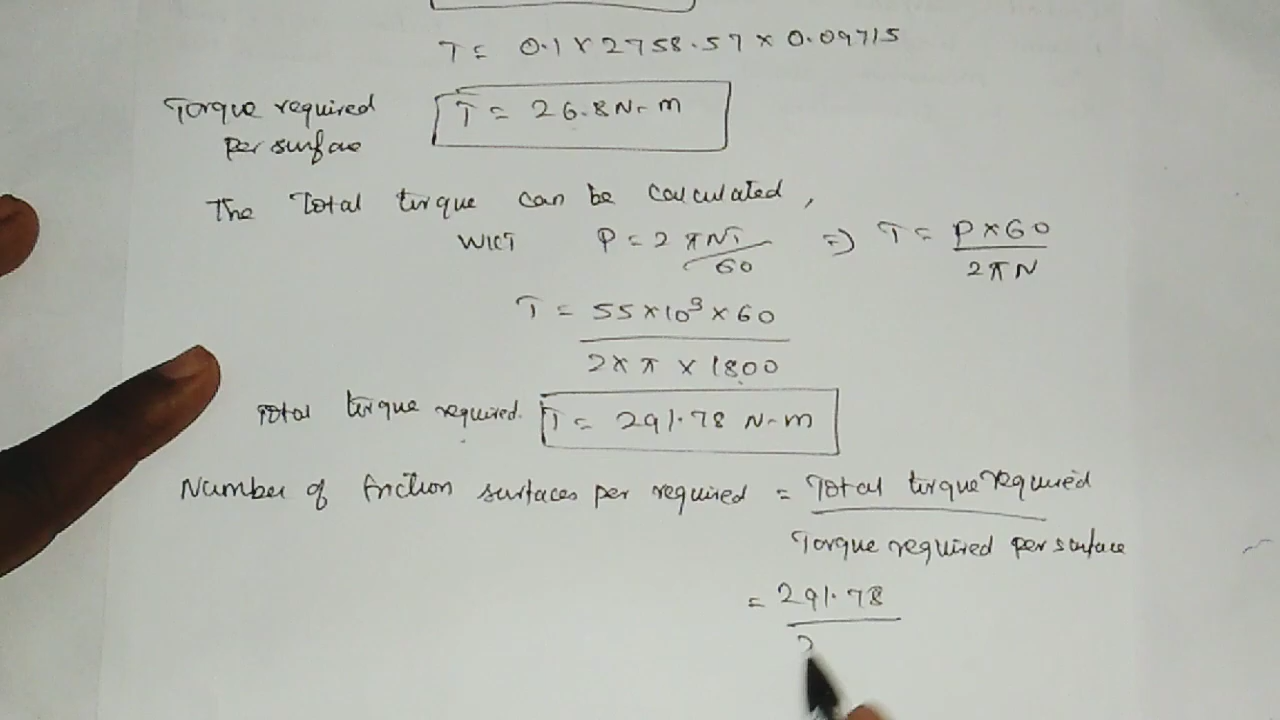 T = 0.1 × 2758.57 × 0.09715
Torque required T = 26.8 N-m
per surface
The Total torque can be calculated,
WKT P = 2πNT/60 ⇒ T = P×60/2πN
T = 55×10³×60
2×π×1800
Total torque required. T = 291.78 N-m
Number of friction surfaces per required = Total torque required
Torque required per surface
= 291.78
2